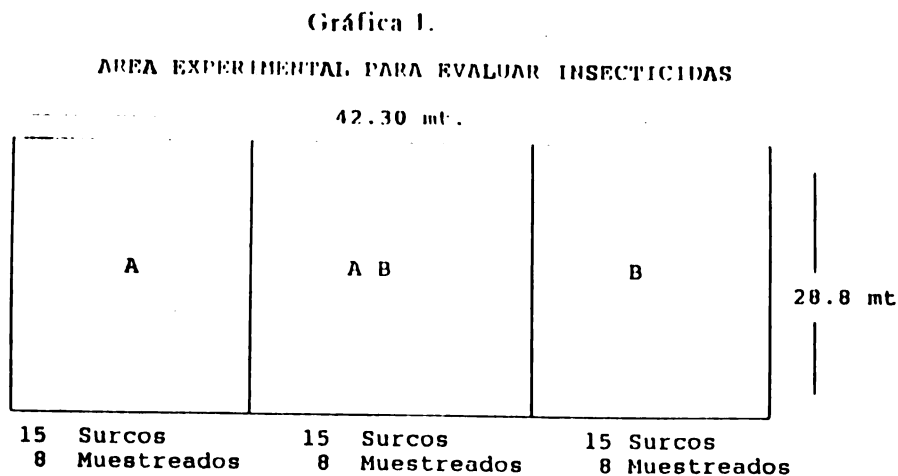 Gráfica 1.
AREA EXPERIMENTAL PARA EVALUAR INSECTICIDAS
42.30 mt.
A
A B
B
28.8 mt
15 Surcos 15 Surcos 15 Surcos
8 Muestreados 8 Muestreados 8 Muestreados